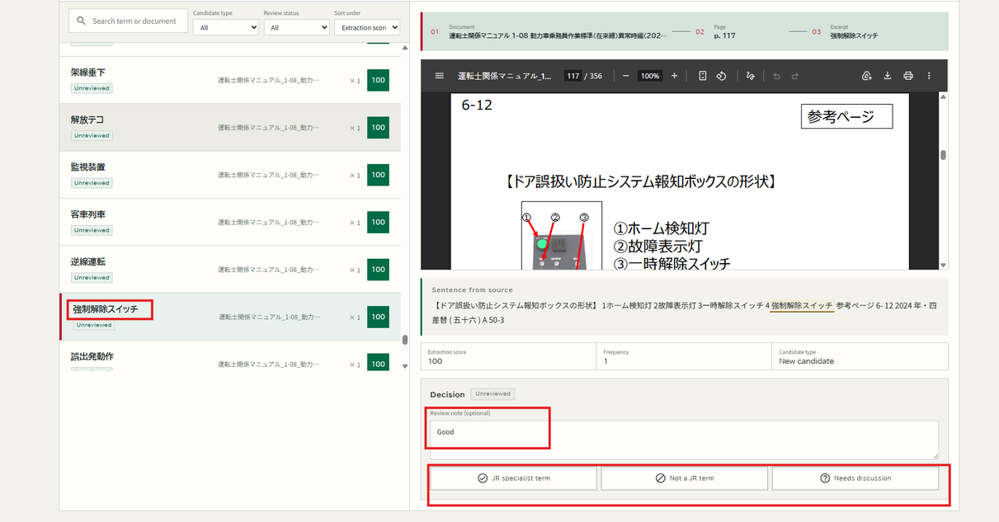 Search term or document
Candidate type
All
Review status
All
Sort order
Extraction score
架線垂下
Unreviewed
運転士関係マニュアル_1-08_動力…
× 1
100
解放テコ
Unreviewed
運転士関係マニュアル_1-08_動力…
× 1
100
監視装置
Unreviewed
運転士関係マニュアル_1-08_動力…
× 1
100
客車列車
Unreviewed
運転士関係マニュアル_1-08_動力…
× 1
100
逆線運転
Unreviewed
運転士関係マニュアル_1-08_動力…
× 1
100
強制解除スイッチ
Unreviewed
運転士関係マニュアル_1-08_動力…
× 1
100
誤出発動作
運転士関係マニュアル_1-08_動力…
× 1
100
01
Document
運転士関係マニュアル 1-08 動力車乗務員作業標準(在来線)異常時編(202…
02
Page
p. 117
03
Excerpt
強制解除スイッチ
運転士関係マニュアル_1...
117 / 356
100%
6-12
参考ページ
【ドア誤扱い防止システム報知ボックスの形状】
① ② ③
①ホーム検知灯
②故障表示灯
③一時解除スイッチ
Sentence from source
【ドア誤扱い防止システム報知ボックスの形状】 1ホーム検知灯 2故障表示灯 3一時解除スイッチ 4 強制解除スイッチ 参考ページ 6- 12 2024 年・四
差替 ( 五十六 ) A 50-3
Extraction score
100
Frequency
1
Candidate type
New candidate
Decision
Unreviewed
Review note (optional)
Good
JR specialist term
Not a JR term
Needs discussion